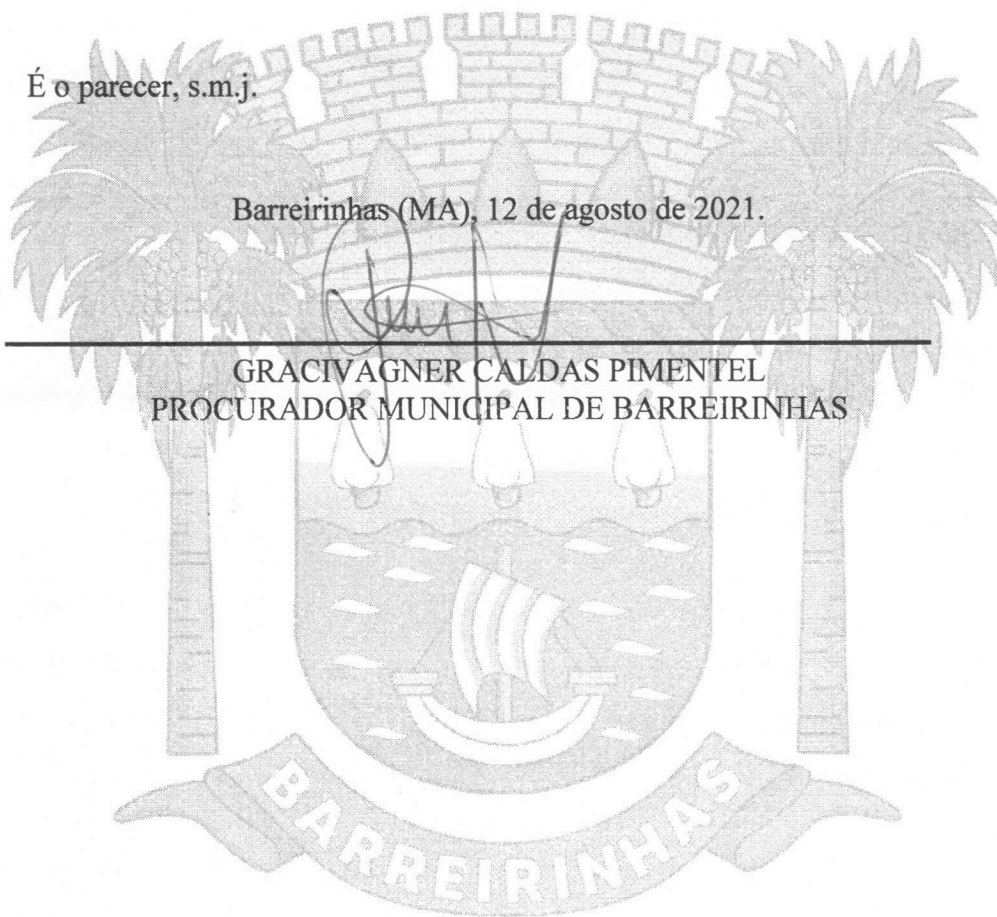 É o parecer, s.m.j.
Barreirinhas (MA), 12 de agosto de 2021.
GRACIVAGNER CALDAS PIMENTEL
PROCURADOR MUNICIPAL DE BARREIRINHAS
BARREIRINHAS